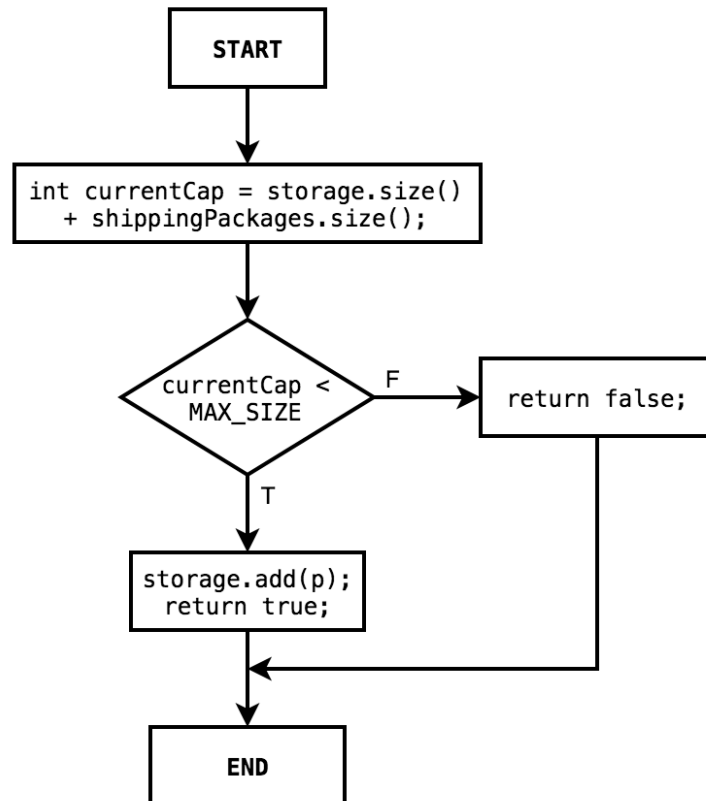 START
int currentCap = storage.size()
+ shippingPackages.size();
currentCap <
MAX_SIZE
F
return false;
T
storage.add(p);
return true;
END